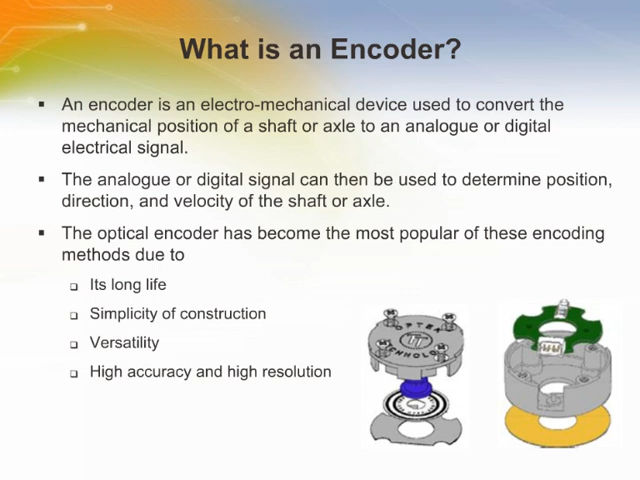 What is an Encoder?
An encoder is an electro-mechanical device used to convert the
mechanical position of a shaft or axle to an analogue or digital
electrical signal.
The analogue or digital signal can then be used to determine position,
direction, and velocity of the shaft or axle.
The optical encoder has become the most popular of these encoding
methods due to
Its long life
Simplicity of construction
Versatility
High accuracy and high resolution
OPTEK